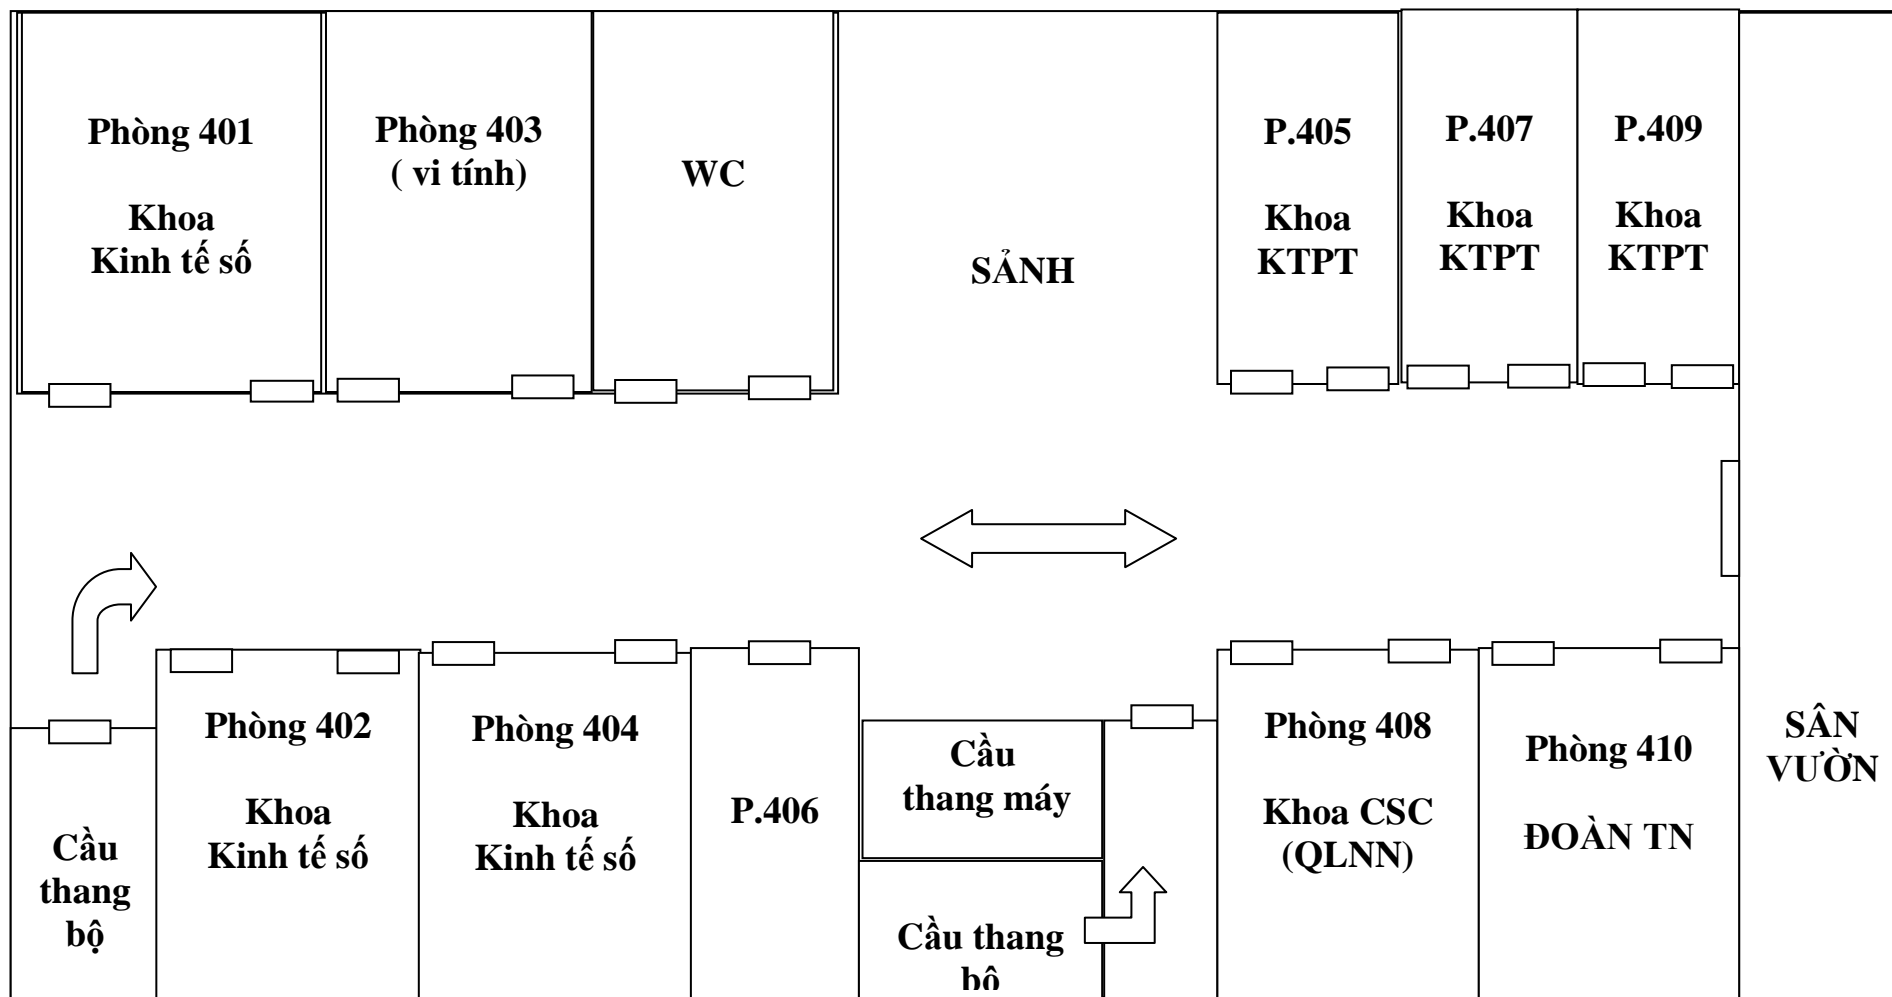 Phòng 401
Khoa
Kinh tế số
Phòng 403
( vi tính)
WC
SẢNH
P.405
Khoa
KTPT
P.407
Khoa
KTPT
P.409
Khoa
KTPT
Cầu
thang
bộ
Phòng 402
Khoa
Kinh tế số
Phòng 404
Khoa
Kinh tế số
P.406
Cầu
thang máy
Cầu thang
bộ
Phòng 408
Khoa CSC
(QLNN)
Phòng 410
ĐOÀN TN
SÂN
VƯỜN